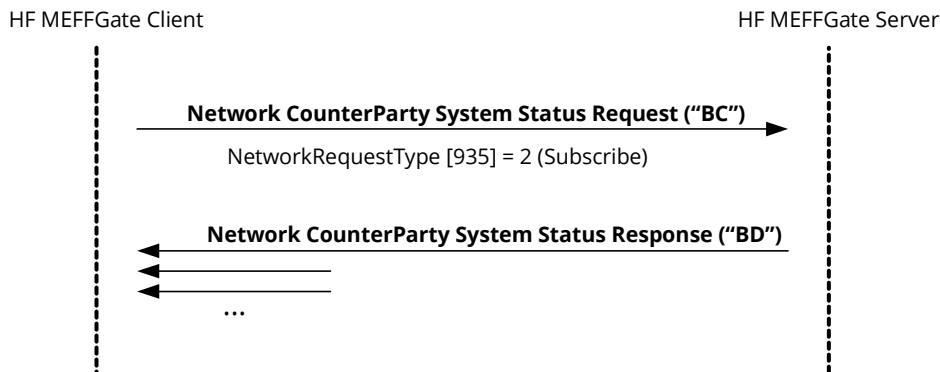 HF MEFFGate Client
HF MEFFGate Server
Network CounterParty System Status Request (“BC”)
NetworkRequestType [935] = 2 (Subscribe)
Network CounterParty System Status Response (“BD”)
...